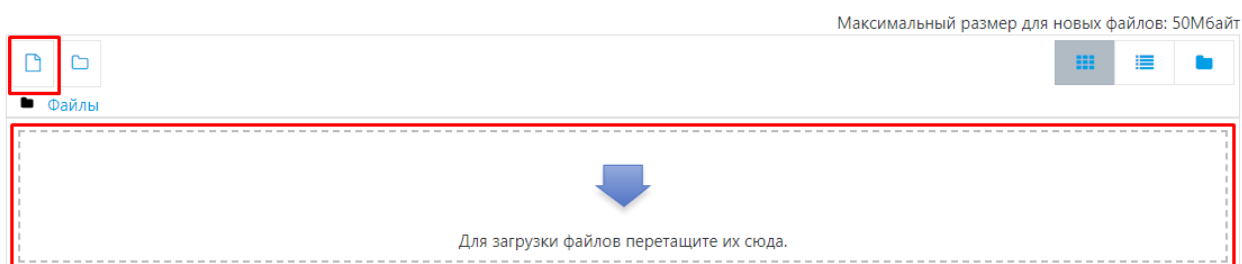 Максимальный размер для новых файлов: 50Мбайт
Файлы
Для загрузки файлов перетащите их сюда.